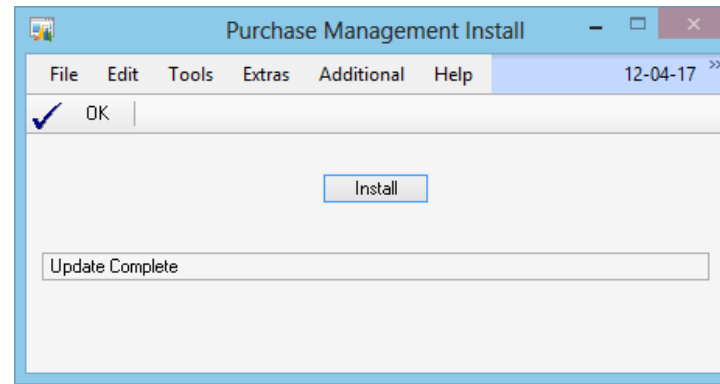 Purchase Management Install
File Edit Tools Extras Additional Help 12-04-17 »
OK
Install
Update Complete